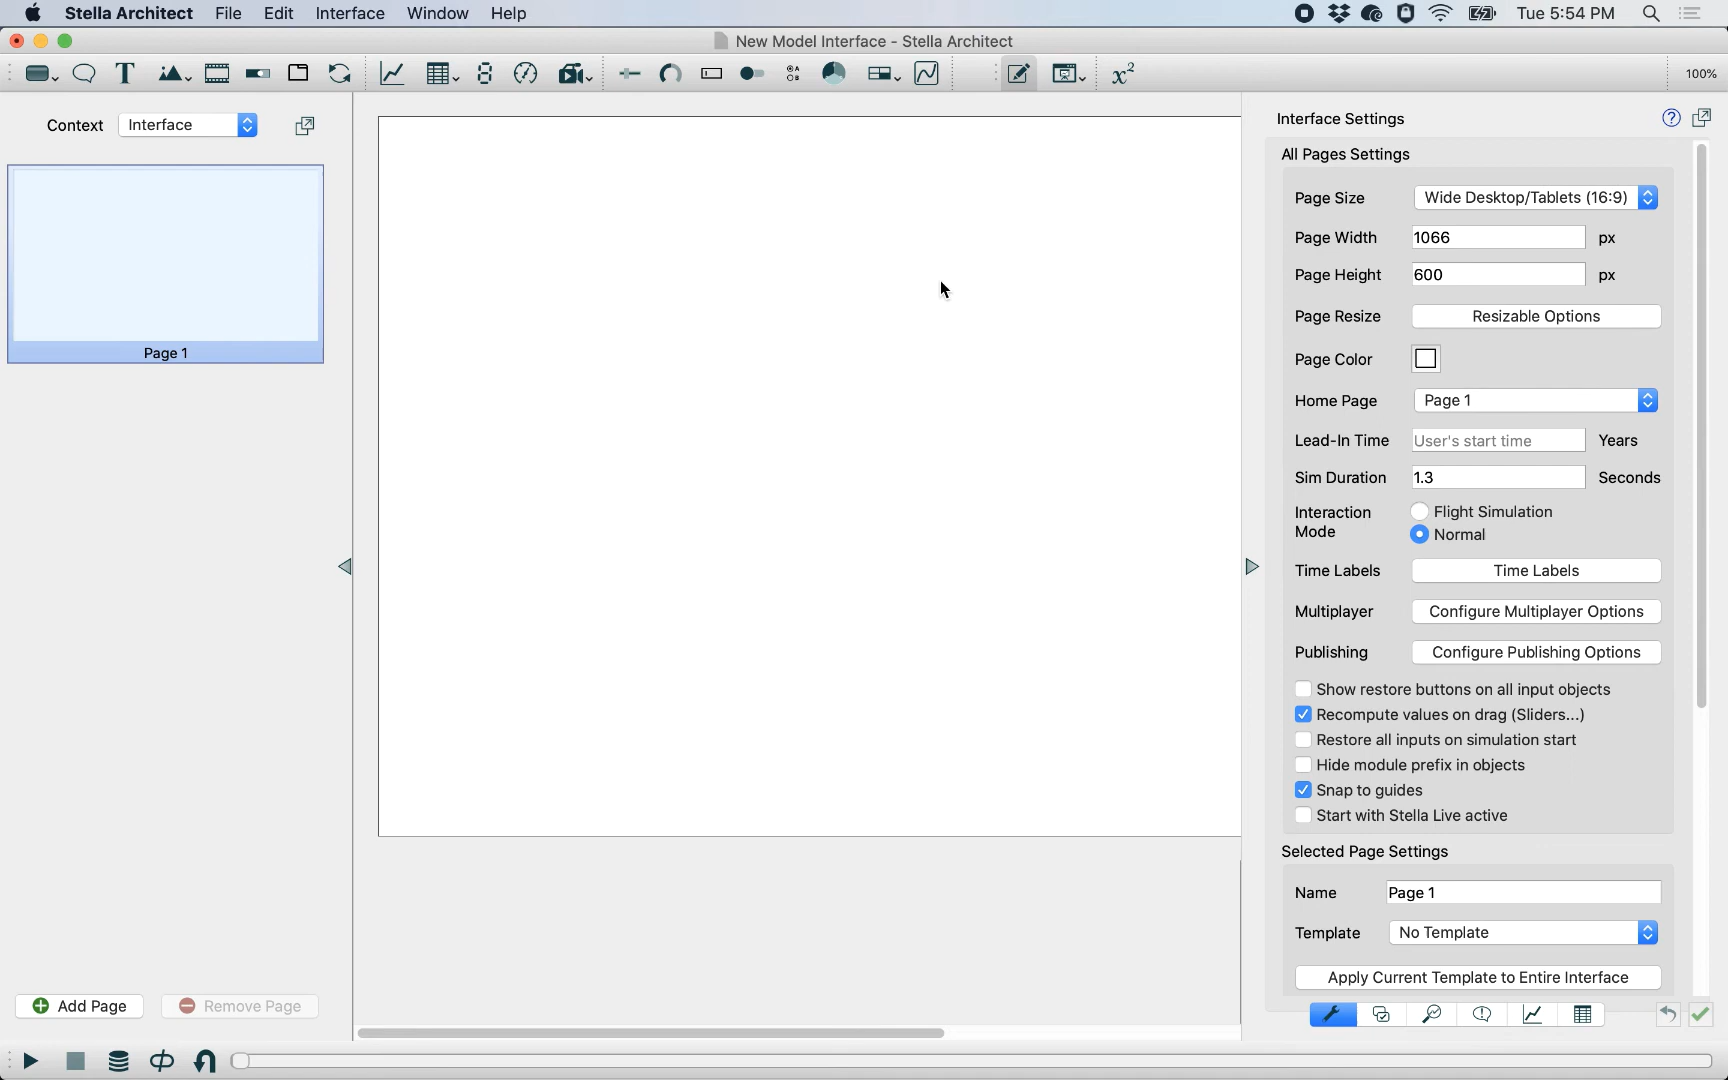 Stella Architect File Edit Interface Window Help Tue 5:54 PM
New Model Interface - Stella Architect
100%
Context Interface
Page 1
Add Page Remove Page
Interface Settings
All Pages Settings
Page Size Wide Desktop/Tablets (16:9)
Page Width 1066 px
Page Height 600 px
Page Resize Resizable Options
Page Color
Home Page Page 1
Lead-In Time User's start time Years
Sim Duration 1.3 Seconds
Interaction Mode Flight Simulation
Normal
Time Labels Time Labels
Multiplayer Configure Multiplayer Options
Publishing Configure Publishing Options
Show restore buttons on all input objects
Recompute values on drag (Sliders...)
Restore all inputs on simulation start
Hide module prefix in objects
Snap to guides
Start with Stella Live active
Selected Page Settings
Name Page 1
Template No Template
Apply Current Template to Entire Interface